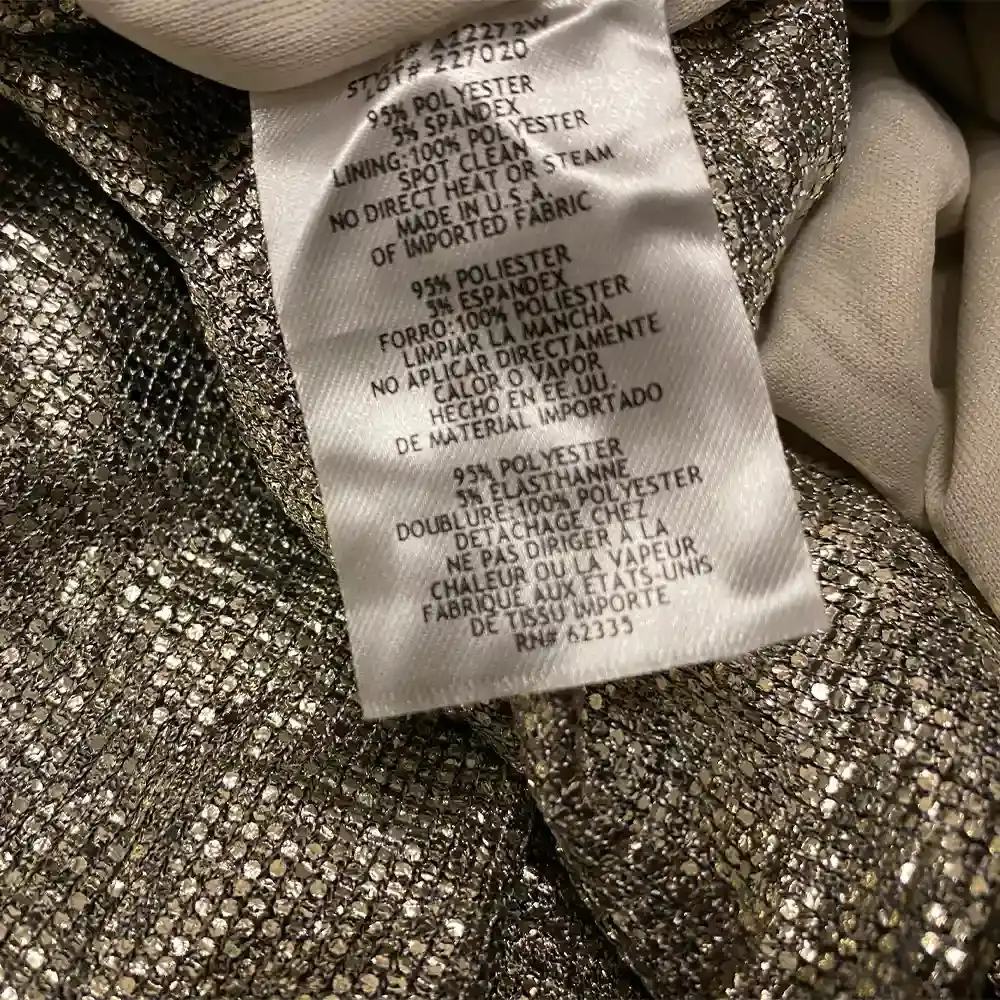 A12272W
LOT# 227020
95% POLYESTER
5% SPANDEX
LINING:100% POLYESTER
SPOT CLEAN
NO DIRECT HEAT OR STEAM
MADE IN U.S.A.
OF IMPORTED FABRIC
95% POLIESTER
5% ESPANDEX
FORRO:100% POLIESTER
LIMPIAR LA MANCHA
NO APLICAR DIRECTAMENTE
CALOR O VAPOR
HECHO EN EE.UU.
DE MATERIAL IMPORTADO
95% POLYESTER
5% ELASTHANNE
DOUBLURE:100% POLYESTER
DETACHAGE CHEZ
NE PAS DIRIGER À LA
CHALEUR OU LA VAPEUR
FABRIQUE AUX ETATS-UNIS
DE TISSU IMPORTE
RN# 62335